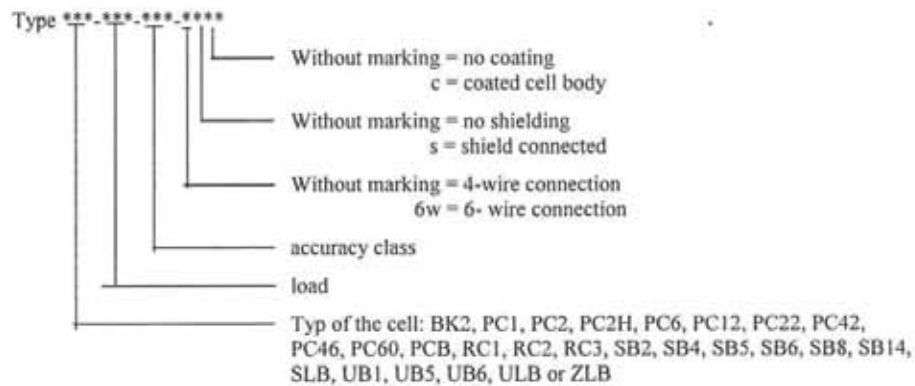 Type ***-***-***-****
Without marking = no coating
c = coated cell body
Without marking = no shielding
s = shield connected
Without marking = 4-wire connection
6w = 6- wire connection
accuracy class
load
Typ of the cell: BK2, PC1, PC2, PC2H, PC6, PC12, PC22, PC42,
PC46, PC60, PCB, RC1, RC2, RC3, SB2, SB4, SB5, SB6, SB8, SB14,
SLB, UB1, UB5, UB6, ULB or ZLB